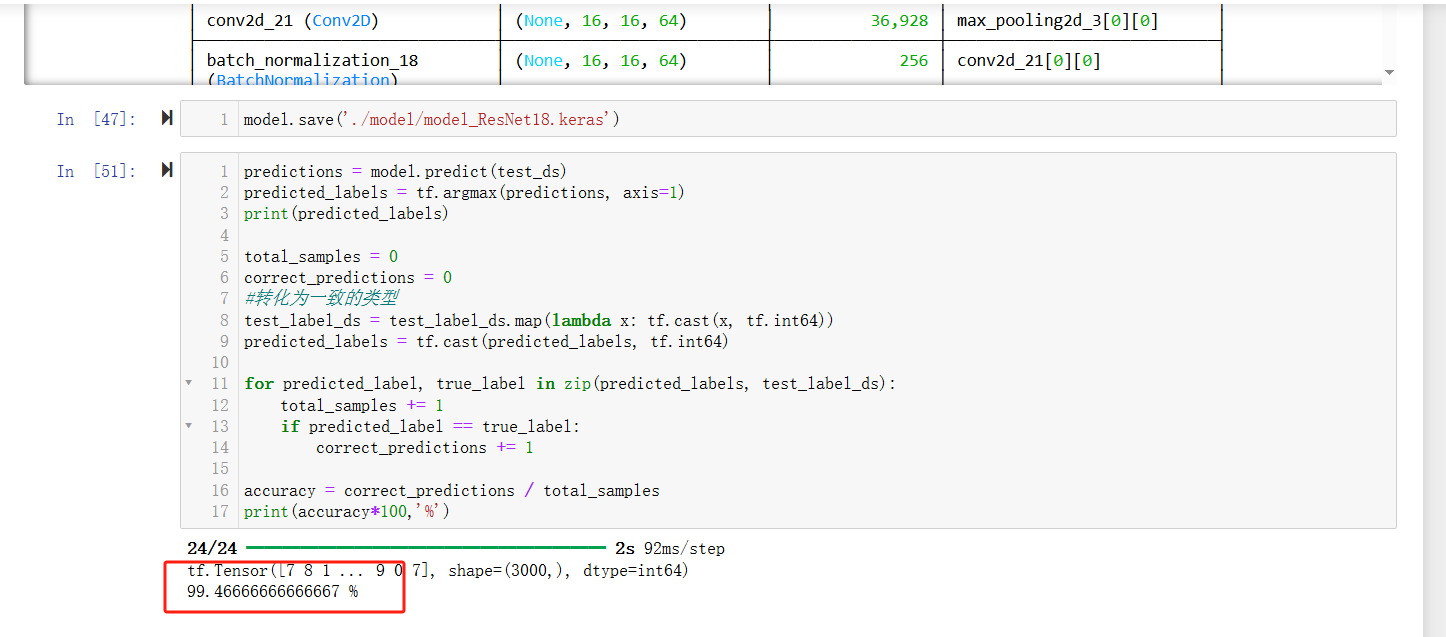 conv2d_21 (Conv2D) (None, 16, 16, 64) 36,928 max_pooling2d_3[0][0]
batch_normalization_18 (None, 16, 16, 64) 256 conv2d_21[0][0]
(BatchNormalization)
In [47]: 1 model.save('./model/model_ResNet18.keras')
In [51]: 1 predictions = model.predict(test_ds)
2 predicted_labels = tf.argmax(predictions, axis=1)
3 print(predicted_labels)
4
5 total_samples = 0
6 correct_predictions = 0
7 #转化为一致的类型
8 test_label_ds = test_label_ds.map(lambda x: tf.cast(x, tf.int64))
9 predicted_labels = tf.cast(predicted_labels, tf.int64)
10
11 for predicted_label, true_label in zip(predicted_labels, test_label_ds):
12     total_samples += 1
13     if predicted_label == true_label:
14         correct_predictions += 1
15
16 accuracy = correct_predictions / total_samples
17 print(accuracy*100,'%')
24/24 2s 92ms/step
tf.Tensor([7 8 1 ... 9 0 7], shape=(3000,), dtype=int64)
99.46666666666667 %